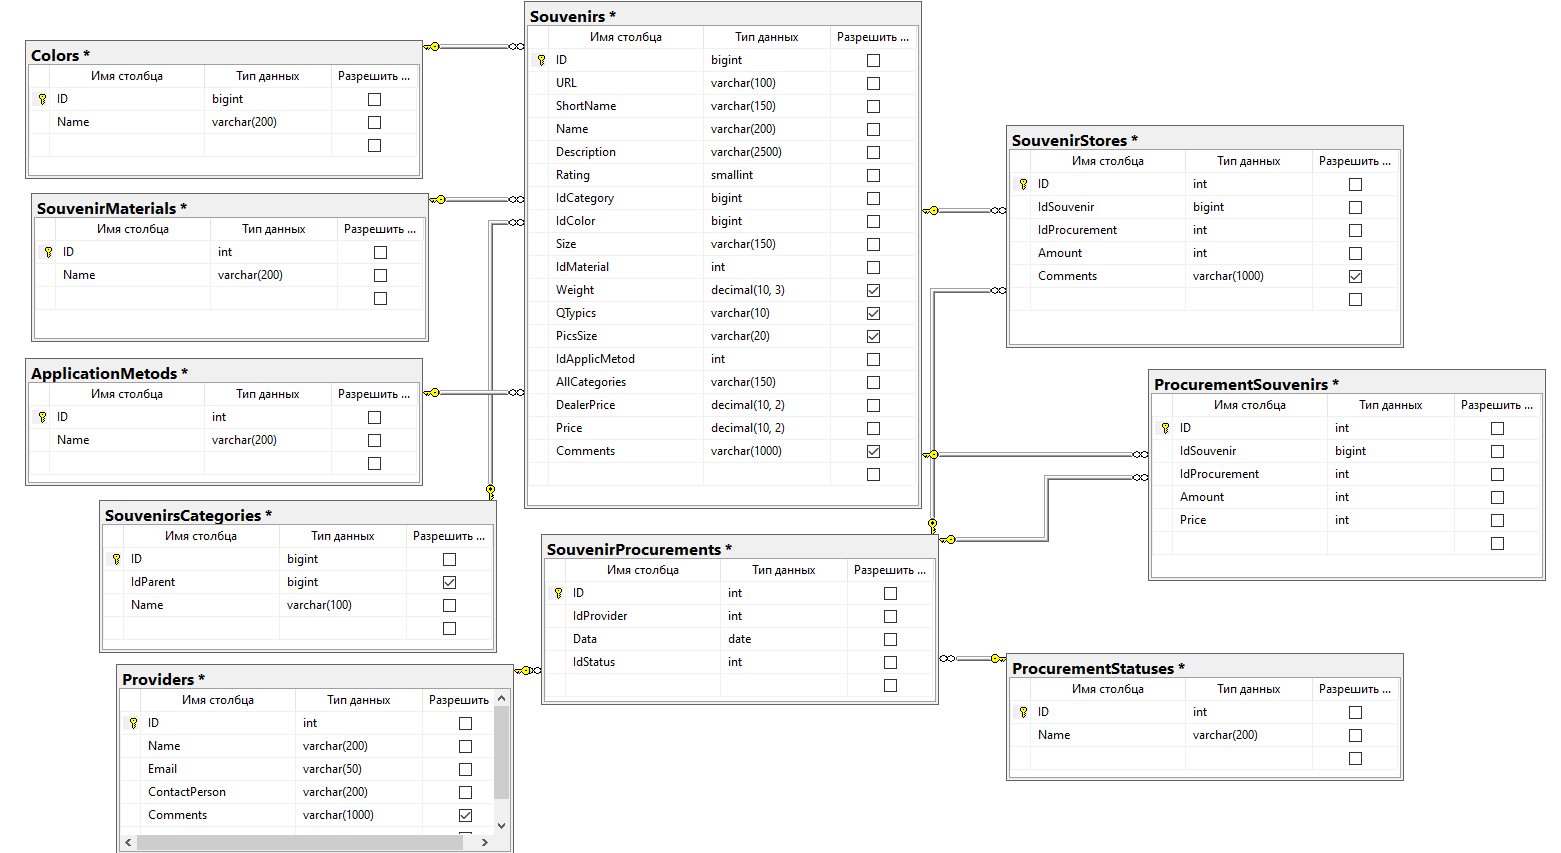 Colors *
Имя столбца Тип данных Разрешить ...
ID bigint
Name varchar(200)
SouvenirMaterials *
Имя столбца Тип данных Разрешить ...
ID int
Name varchar(200)
ApplicationMetods *
Имя столбца Тип данных Разрешить ...
ID int
Name varchar(200)
SouvenirsCategories *
Имя столбца Тип данных Разрешить ...
ID bigint
IdParent bigint
Name varchar(100)
Providers *
Имя столбца Тип данных Разрешить
ID int
Name varchar(200)
Email varchar(50)
ContactPerson varchar(200)
Comments varchar(1000)
Souvenirs *
Имя столбца Тип данных Разрешить ...
ID bigint
URL varchar(100)
ShortName varchar(150)
Name varchar(200)
Description varchar(2500)
Rating smallint
IdCategory bigint
IdColor bigint
Size varchar(150)
IdMaterial int
Weight decimal(10, 3)
QTypics varchar(10)
PicsSize varchar(20)
IdApplicMetod int
AllCategories varchar(150)
DealerPrice decimal(10, 2)
Price decimal(10, 2)
Comments varchar(1000)
SouvenirProcurements *
Имя столбца Тип данных Разрешить ...
ID int
IdProvider int
Data date
IdStatus int
SouvenirStores *
Имя столбца Тип данных Разрешить ...
ID int
IdSouvenir bigint
IdProcurement int
Amount int
Comments varchar(1000)
ProcurementSouvenirs *
Имя столбца Тип данных Разрешить ...
ID int
IdSouvenir bigint
IdProcurement int
Amount int
Price int
ProcurementStatuses *
Имя столбца Тип данных Разрешить ...
ID int
Name varchar(200)